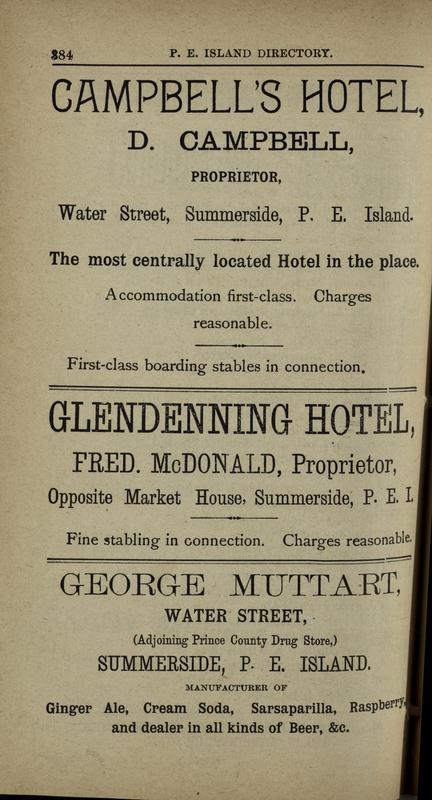 384
P. E. ISLAND DIRECTORY.
CAMPBELL'S HOTEL,
D. CAMPBELL,
PROPRIETOR,
Water Street, Summerside, P. E. Island.
The most centrally located Hotel in the place.
Accommodation first-class. Charges
reasonable.
First-class boarding stables in connection.
GLENDENNING HOTEL,
FRED. McDONALD, Proprietor,
Opposite Market House, Summerside, P. E. I.
Fine stabling in connection. Charges reasonable.
GEORGE MUTTART,
WATER STREET,
(Adjoining Prince County Drug Store,)
SUMMERSIDE, P. E. ISLAND.
MANUFACTURER OF
Ginger Ale, Cream Soda, Sarsaparilla, Raspberry,
and dealer in all kinds of Beer, &c.